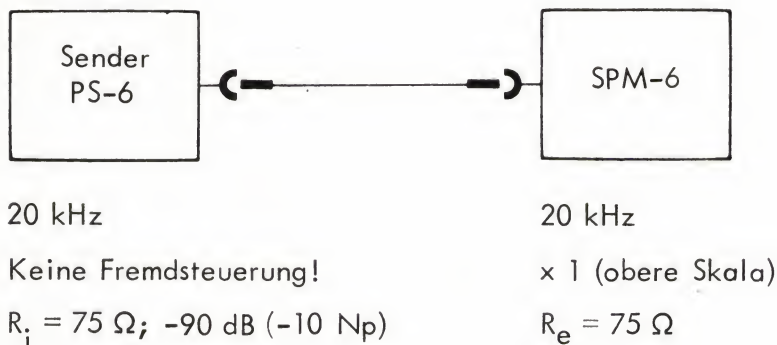 Sender
PS-6
SPM-6
20 kHz
Keine Fremdsteuerung!
R_i = 75 Ω; -90 dB (-10 Np)
20 kHz
x 1 (obere Skala)
R_e = 75 Ω